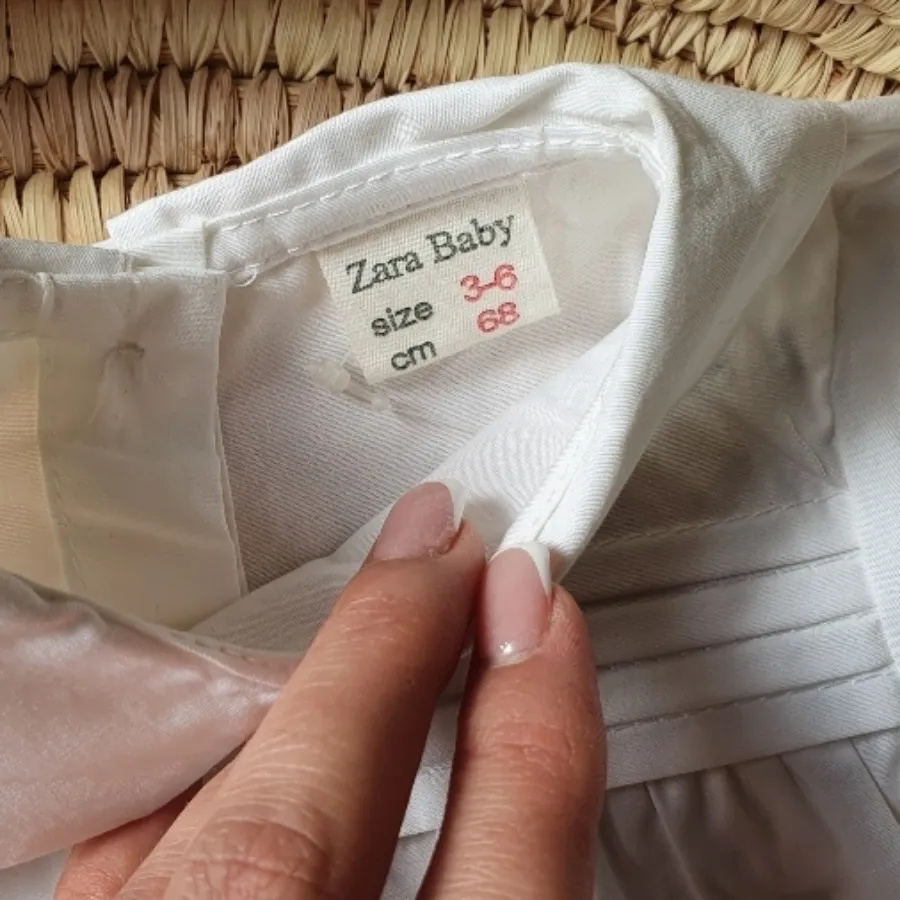 Zara Baby
size 3-6
cm 68